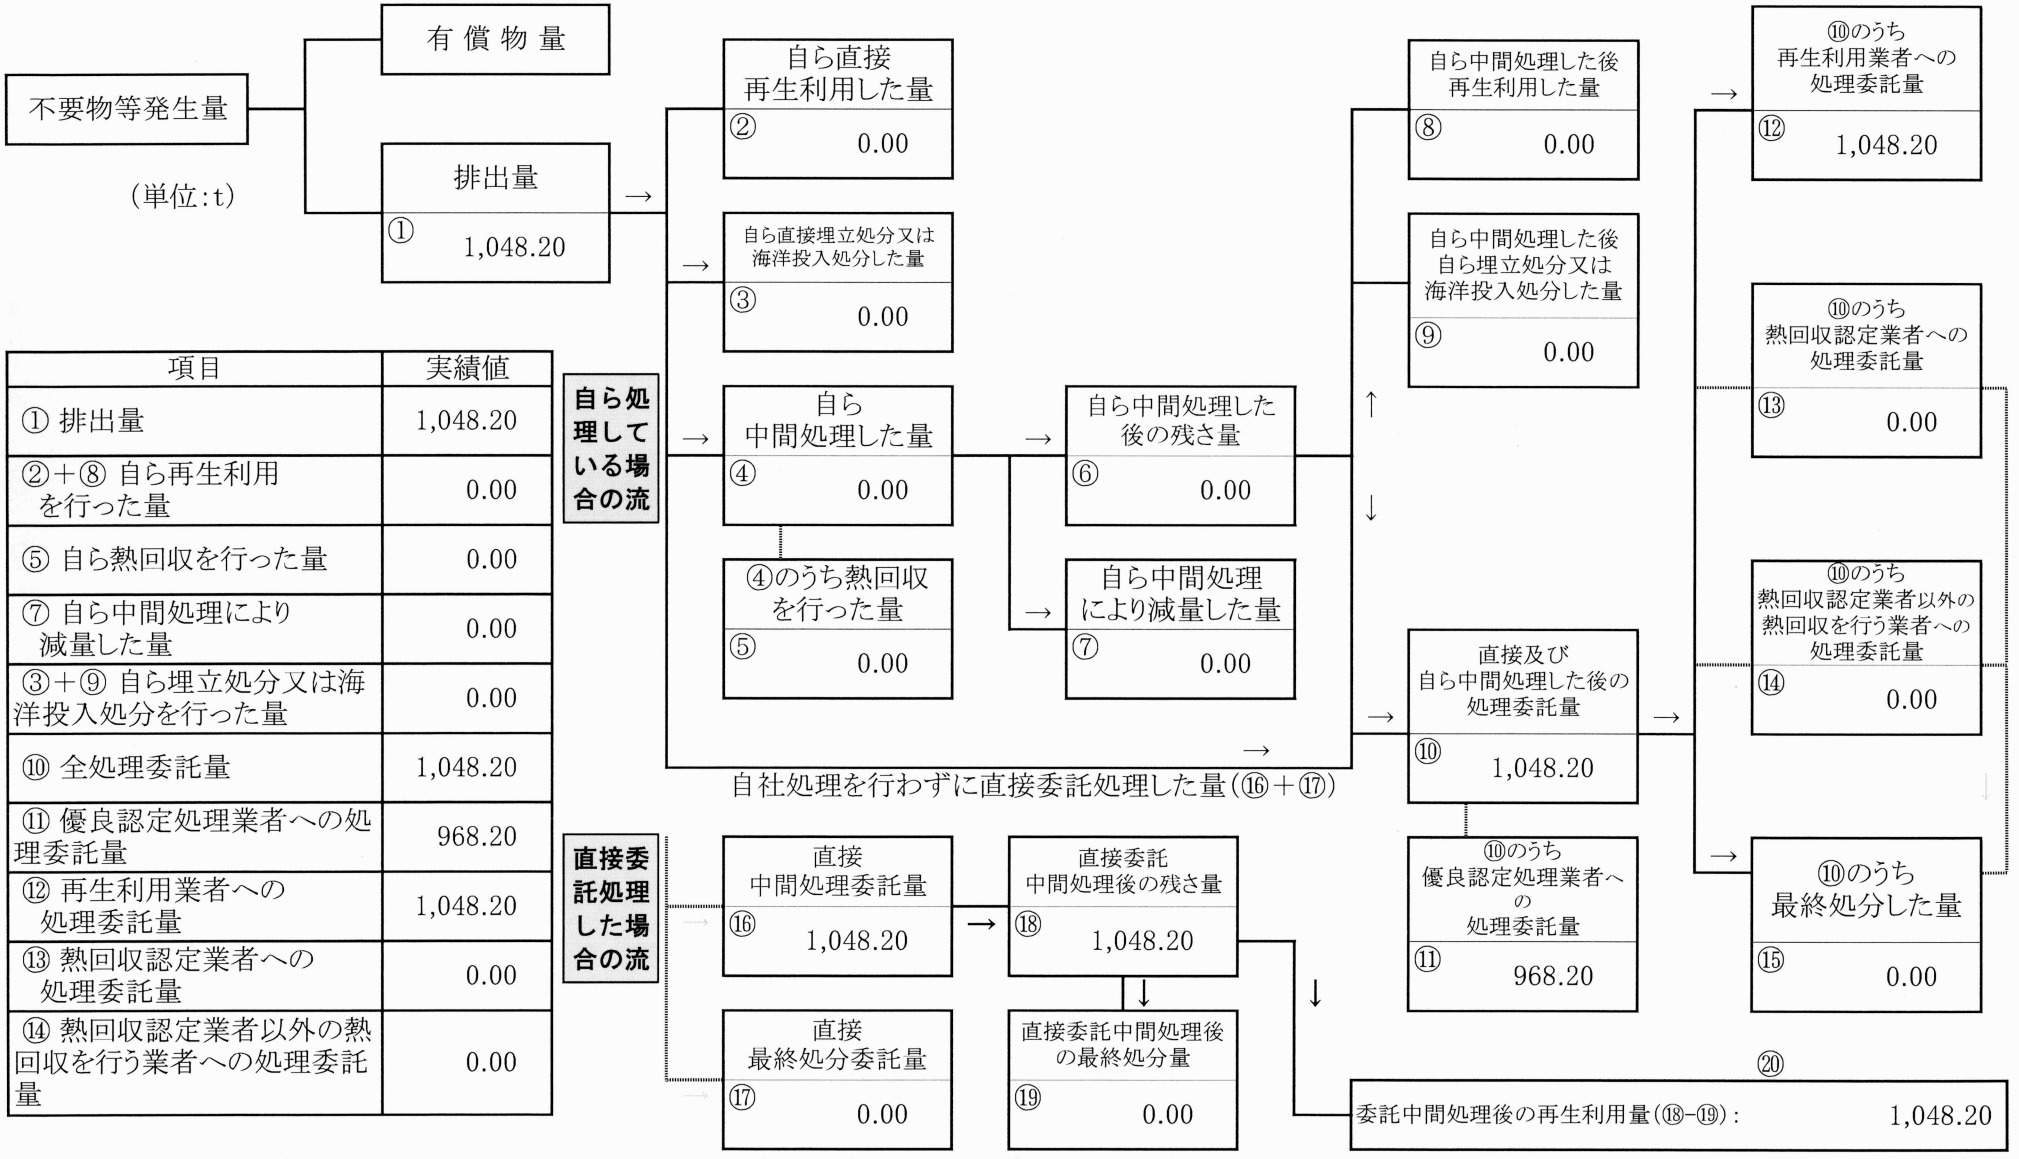 不要物等発生量
(単位:t)
有償物量
排出量
①
1,048.20
→
自ら直接
再生利用した量
②
0.00
→
自ら直接埋立処分又は
海洋投入処分した量
③
0.00
→
自ら
中間処理した量
④
0.00
④のうち熱回収
を行った量
⑤
0.00
→
自ら中間処理した
後の残さ量
⑥
0.00
→
自ら中間処理
により減量した量
⑦
0.00
自ら中間処理した後
再生利用した量
⑧
0.00
自ら中間処理した後
自ら埋立処分又は
海洋投入処分した量
⑨
0.00
↑
↓
→
自社処理を行わずに直接委託処理した量(⑯+⑰)
→
直接及び
自ら中間処理した後の
処理委託量
⑩
1,048.20
→
⑩のうち
優良認定処理業者へ
の
処理委託量
⑪
968.20
→
⑩のうち
再生利用業者への
処理委託量
⑫
1,048.20
⑩のうち
熱回収認定業者への
処理委託量
⑬
0.00
⑩のうち
熱回収認定業者以外の
熱回収を行う業者への
処理委託量
⑭
0.00
↓
→
⑩のうち
最終処分した量
⑮
0.00
項目
実績値
① 排出量
1,048.20
②+⑧ 自ら再生利用
を行った量
0.00
⑤ 自ら熱回収を行った量
0.00
⑦ 自ら中間処理により
減量した量
0.00
③+⑨ 自ら埋立処分又は海
洋投入処分を行った量
0.00
⑩ 全処理委託量
1,048.20
⑪ 優良認定処理業者への処
理委託量
968.20
⑫ 再生利用業者への
処理委託量
1,048.20
⑬ 熱回収認定業者への
処理委託量
0.00
⑭ 熱回収認定業者以外の熱
回収を行う業者への処理委託
量
0.00
自ら処
理して
いる場
合の流
直接委
託処理
した場
合の流
→
直接
中間処理委託量
⑯
1,048.20
→
直接
最終処分委託量
⑰
0.00
→
直接委託
中間処理後の残さ量
⑱
1,048.20
↓
直接委託中間処理後
の最終処分量
⑲
0.00
↓
⑳
委託中間処理後の再生利用量(⑱-⑲): 1,048.20